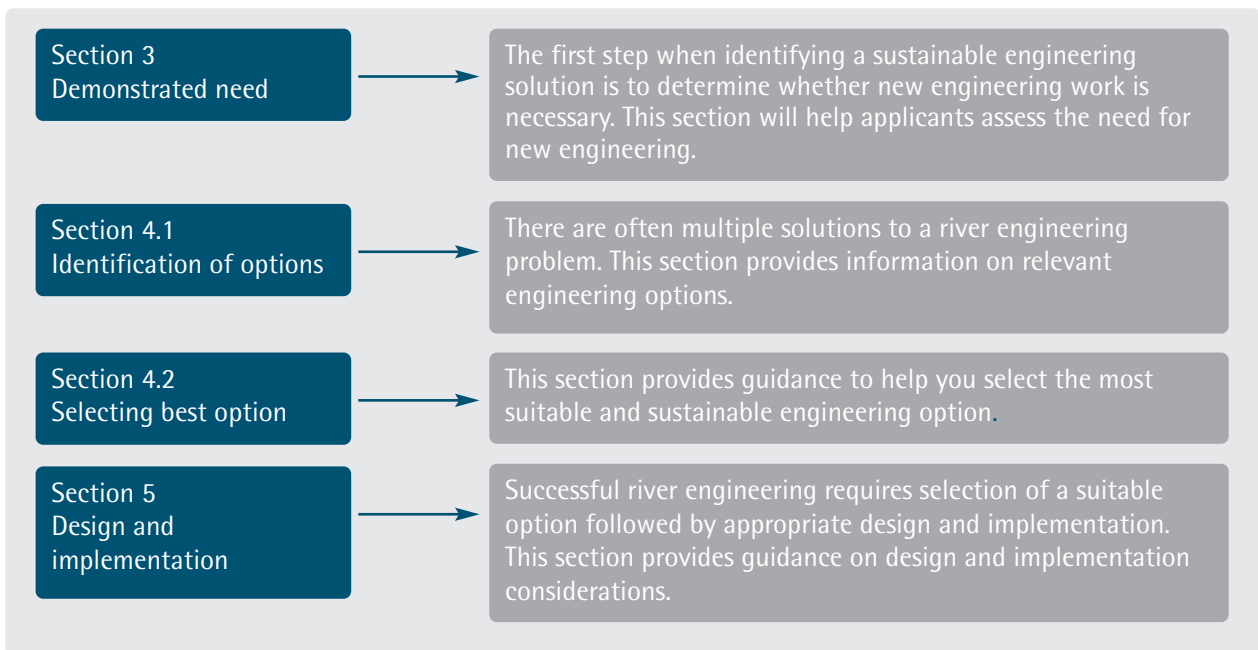 Section 3
Demonstrated need
The first step when identifying a sustainable engineering
solution is to determine whether new engineering work is
necessary. This section will help applicants assess the need for
new engineering.
Section 4.1
Identification of options
There are often multiple solutions to a river engineering
problem. This section provides information on relevant
engineering options.
Section 4.2
Selecting best option
This section provides guidance to help you select the most
suitable and sustainable engineering option.
Section 5
Design and
implementation
Successful river engineering requires selection of a suitable
option followed by appropriate design and implementation.
This section provides guidance on design and implementation
considerations.